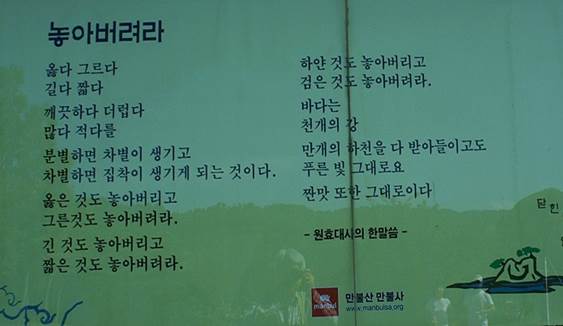 놓아버려라
옳다 그르다
길다 짧다
깨끗하다 더럽다
많다 적다를
분별하면 차별이 생기고
차별하면 집착이 생기게 되는 것이다.
옳은 것도 놓아버리고
그른것도 놓아버려라.
긴 것도 놓아버리고
짧은 것도 놓아버려라.
하얀 것도 놓아버리고
검은 것도 놓아버려라.
바다는
천개의 강
만개의 하천을 다 받아들이고도
푸른 빛 그대로요
짠맛 또한 그대로이다
- 원효대사의 한말씀 -
닫힌
manbul
만불산 만불사
www.manbulsa.org